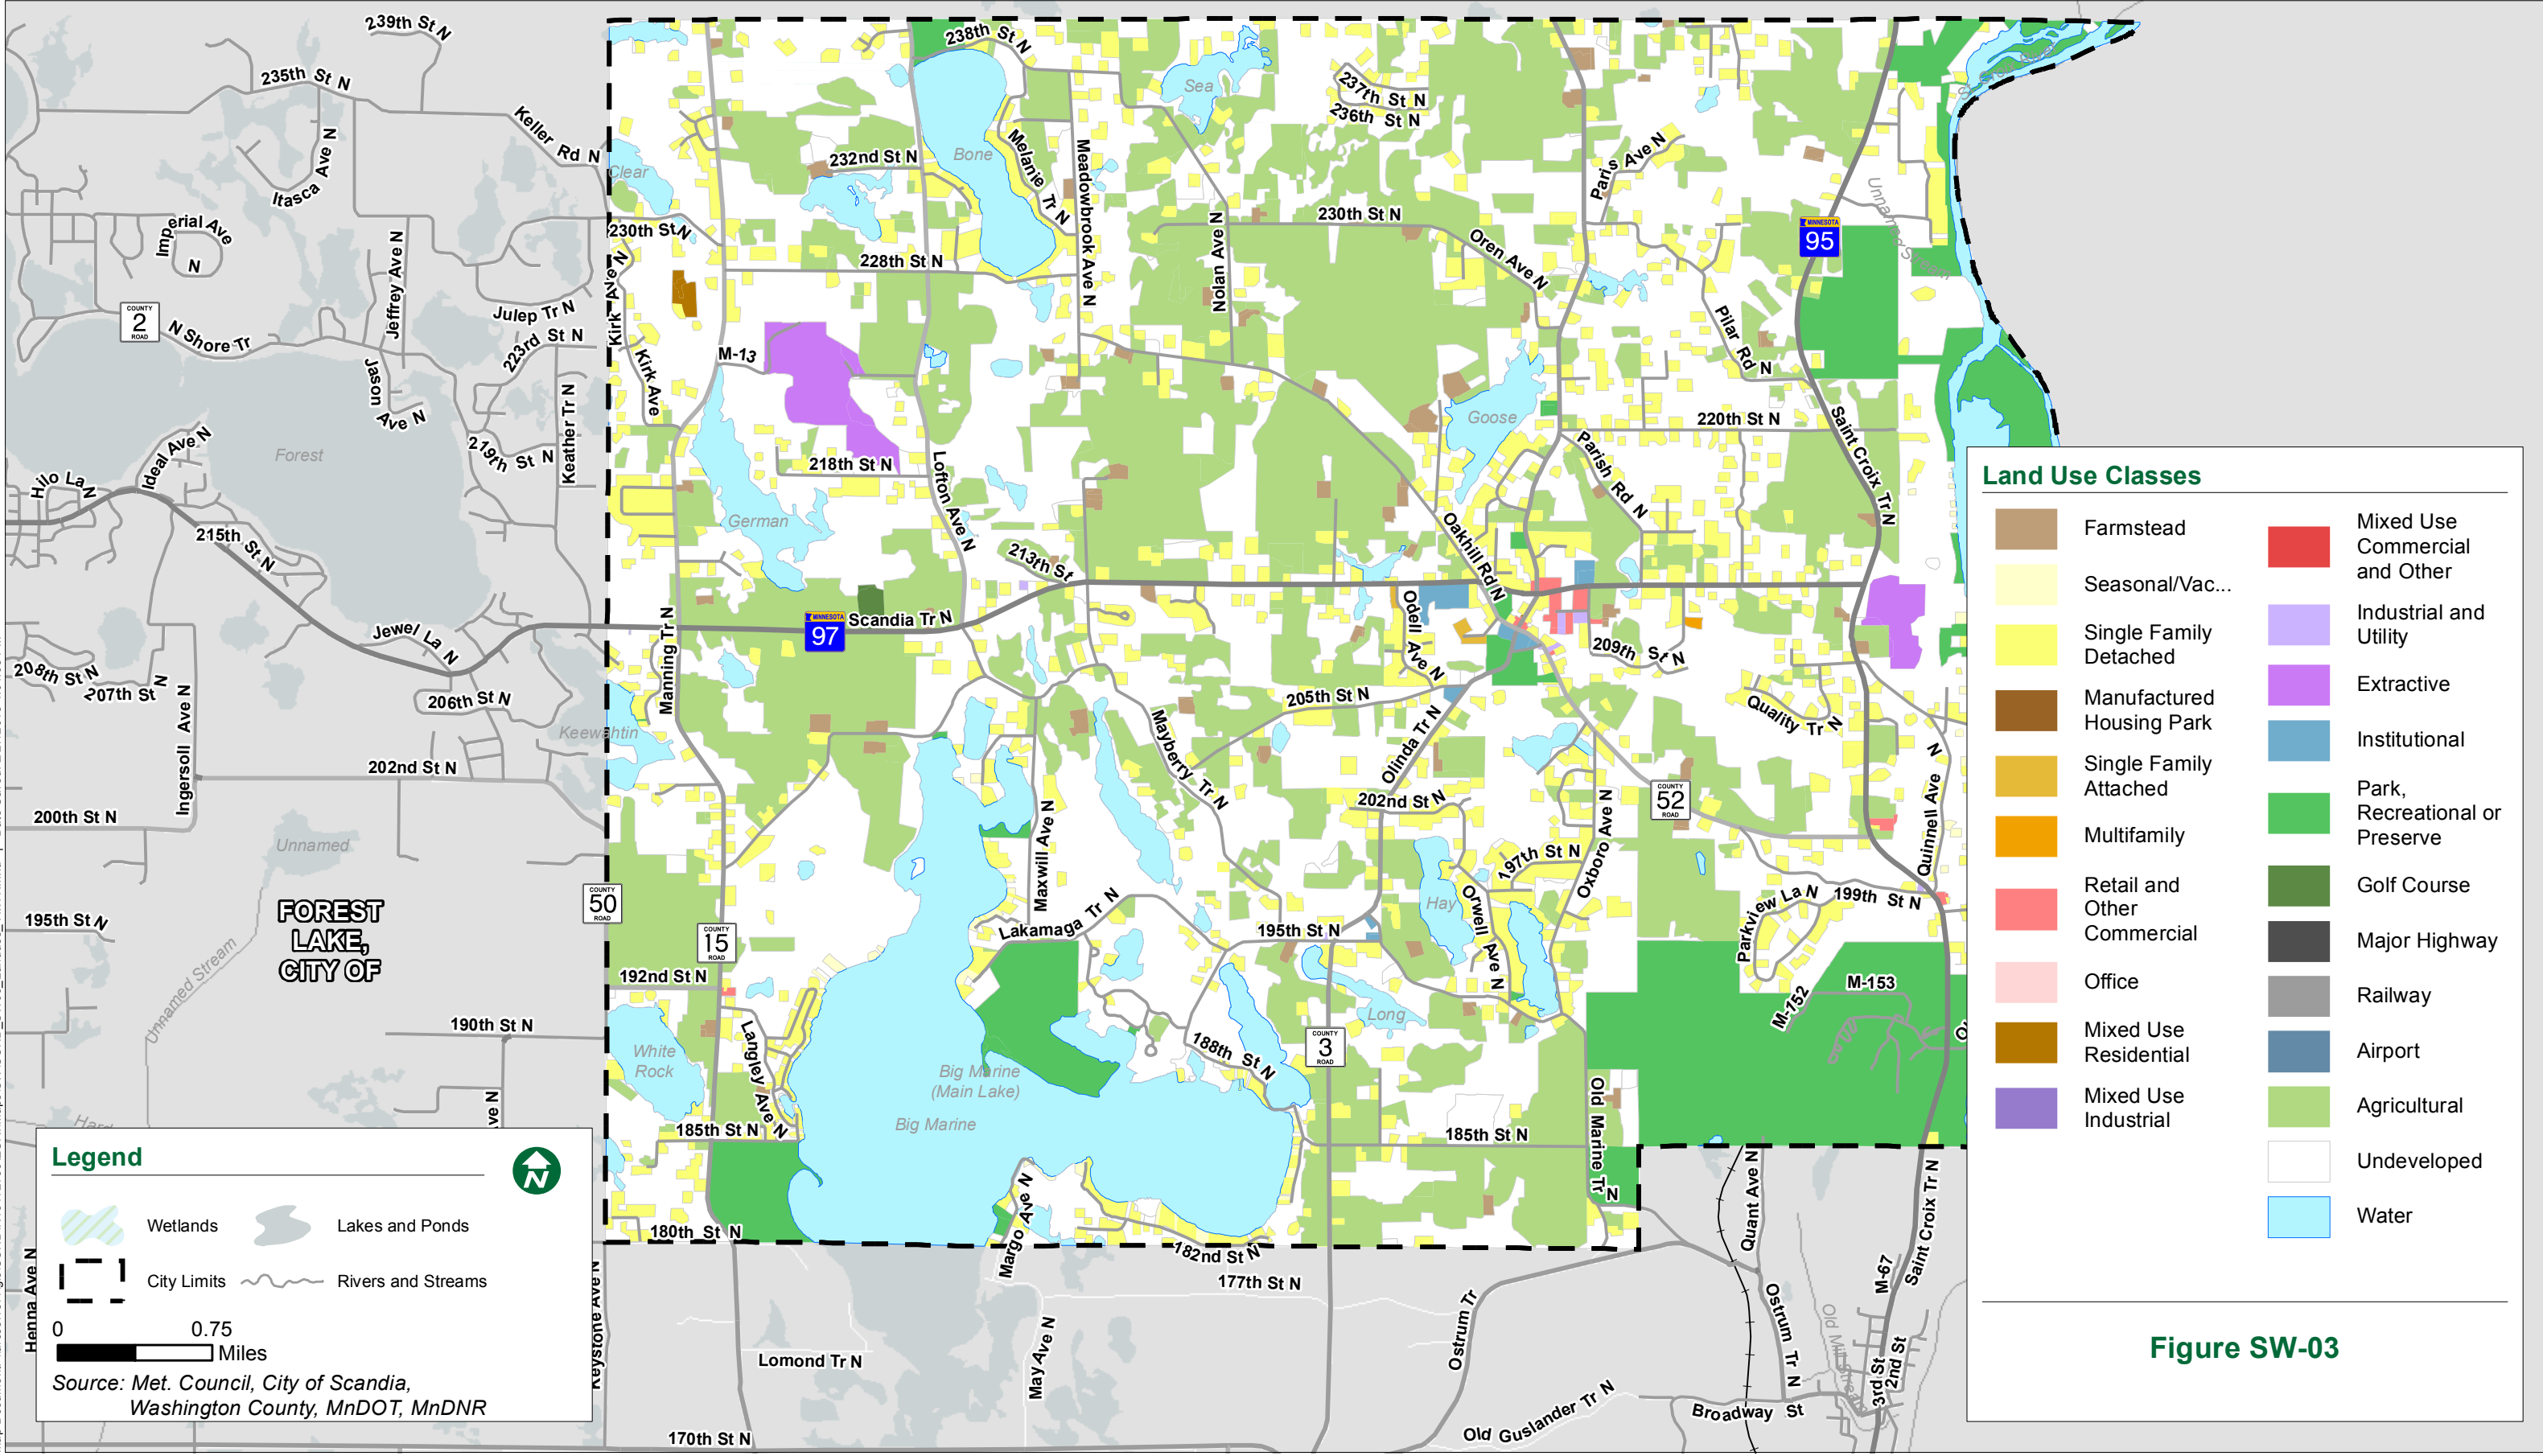 239th St N
235th St N
Keller Rd N
Itasca Ave N
Imperial Ave N
Jeffrey Ave N
COUNTY 2 ROAD
N Shore Tr
Julep Tr N
223rd St N
Jason Ave N
Keather Tr N
219th St N
Forest
Ideal Ave N
Hilo La N
215th St N
Jewel La N
208th St N
207th St N
206th St N
Ingersoll Ave N
Keewahtin
202nd St N
200th St N
Unnamed
Unnamed Stream
195th St N
FOREST
LAKE,
CITY OF
190th St N
Ave N
Henna Ave N
Keystone Ave N
238th St N
Sea
237th St N
236th St N
Bone
Melanie Tr N
Meadowbrook Ave N
232nd St N
Clear
230th St N
Kirk Ave N
228th St N
Nolan Ave N
230th St N
Oren Ave N
Paris Ave N
MINNESOTA 95
Unnamed Stream
Pilar Rd N
Kirk Ave
M-13
Goose
220th St N
Saint Croix Tr N
Parish Rd N
218th St N
Lofton Ave N
German
213th St
Oakhill Rd N
MINNESOTA 97
Scandia Tr N
Manning Tr N
Odell Ave N
209th St N
205th St N
Quality Tr N
Mayberry Tr N
Olinda Tr N
202nd St N
COUNTY 52 ROAD
Maxwill Ave N
Oxboro Ave N
Quinnell Ave N
197th St N
Hay
Orwell Ave N
Parkview La N
199th St N
COUNTY 50 ROAD
COUNTY 15 ROAD
Lakamaga Tr N
195th St N
192nd St N
M-153
M-152
White
Rock
Langley Ave N
Long
188th St N
COUNTY 3 ROAD
Big Marine
(Main Lake)
Big Marine
185th St N
185th St N
Old Marine Tr N
180th St N
Margo Ave N
182nd St N
177th St N
Quant Ave N
Saint Croix Tr N
M-67
Ostrum Tr
Ostrum Tr N
Old Mill Stream
3rd St
2nd St
Lomond Tr N
May Ave N
Old Guslander Tr N
Broadway St
170th St N
Legend
N
Wetlands
Lakes and Ponds
City Limits
Rivers and Streams
0 0.75
Miles
Source: Met. Council, City of Scandia,
Washington County, MnDOT, MnDNR
Land Use Classes
Farmstead
Seasonal/Vac...
Single Family
Detached
Manufactured
Housing Park
Single Family
Attached
Multifamily
Retail and
Other
Commercial
Office
Mixed Use
Residential
Mixed Use
Industrial
Mixed Use
Commercial
and Other
Industrial and
Utility
Extractive
Institutional
Park,
Recreational or
Preserve
Golf Course
Major Highway
Railway
Airport
Agricultural
Undeveloped
Water
Figure SW-03